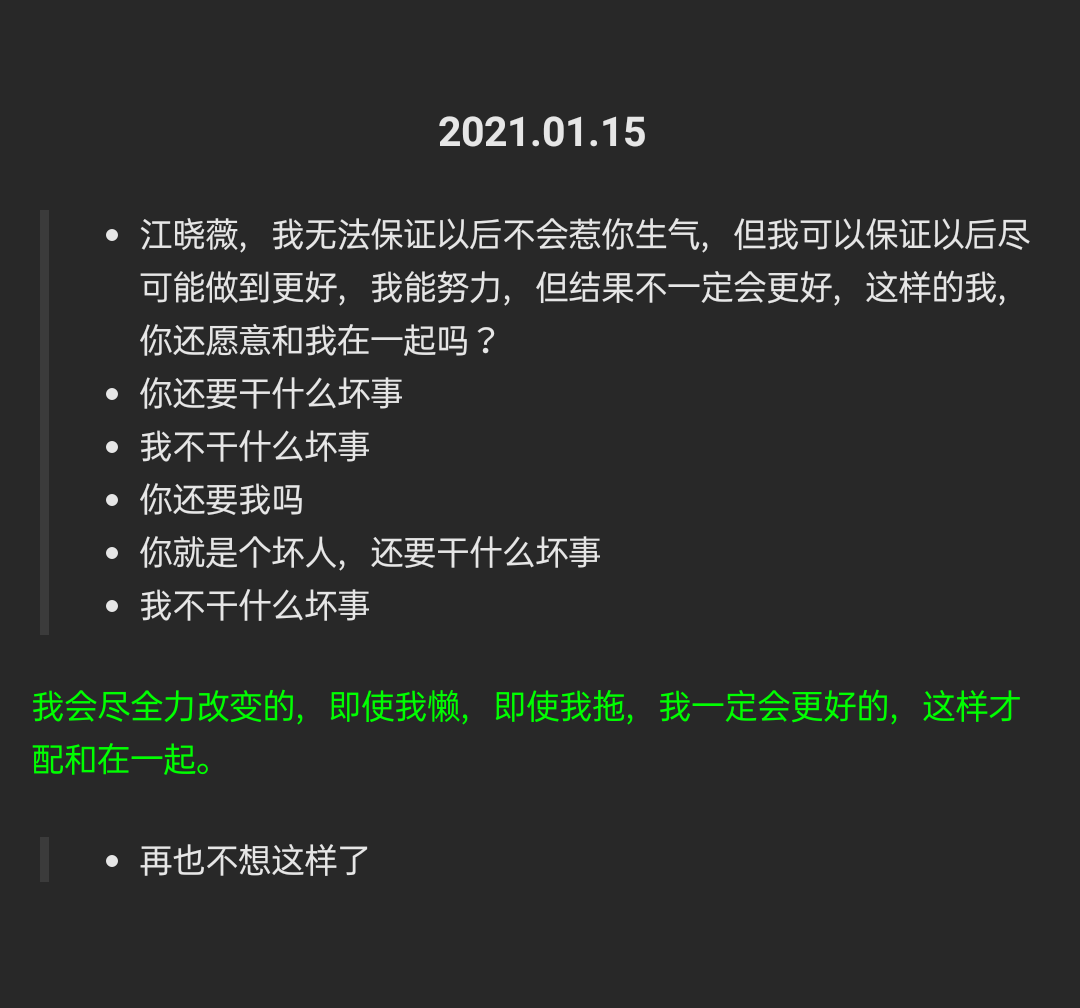 2021.01.15
江晓薇，我无法保证以后不会惹你生气，但我可以保证以后尽
可能做到更好，我能努力，但结果不一定会更好，这样的我，
你还愿意和我在一起吗？
你还要干什么坏事
我不干什么坏事
你还要我吗
你就是个坏人，还要干什么坏事
我不干什么坏事
我会尽全力改变的，即使我懒，即使我拖，我一定会更好的，这样才
配和在一起。
再也不想这样了